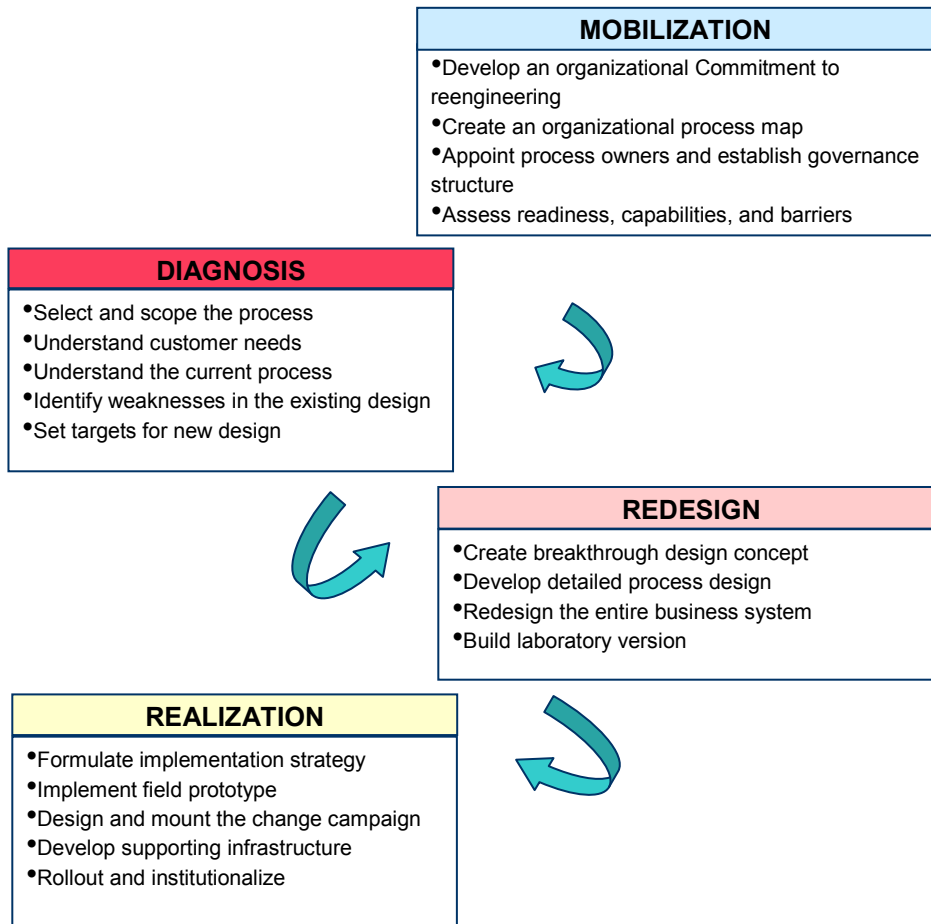 MOBILIZATION
•Develop an organizational Commitment to
reengineering
•Create an organizational process map
•Appoint process owners and establish governance
structure
•Assess readiness, capabilities, and barriers
DIAGNOSIS
•Select and scope the process
•Understand customer needs
•Understand the current process
•Identify weaknesses in the existing design
•Set targets for new design
REDESIGN
•Create breakthrough design concept
•Develop detailed process design
•Redesign the entire business system
•Build laboratory version
REALIZATION
•Formulate implementation strategy
•Implement field prototype
•Design and mount the change campaign
•Develop supporting infrastructure
•Rollout and institutionalize